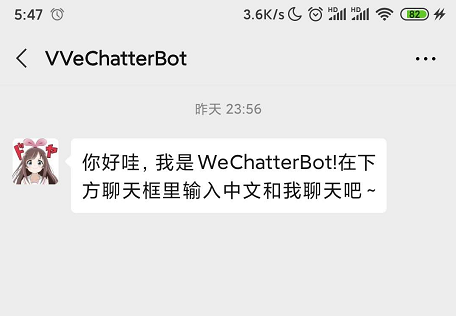 5:47 3.6K/s HD HD 82
VVeChatterBot
昨天 23:56
你好哇，我是WeChatterBot!在下
方聊天框里输入中文和我聊天吧~